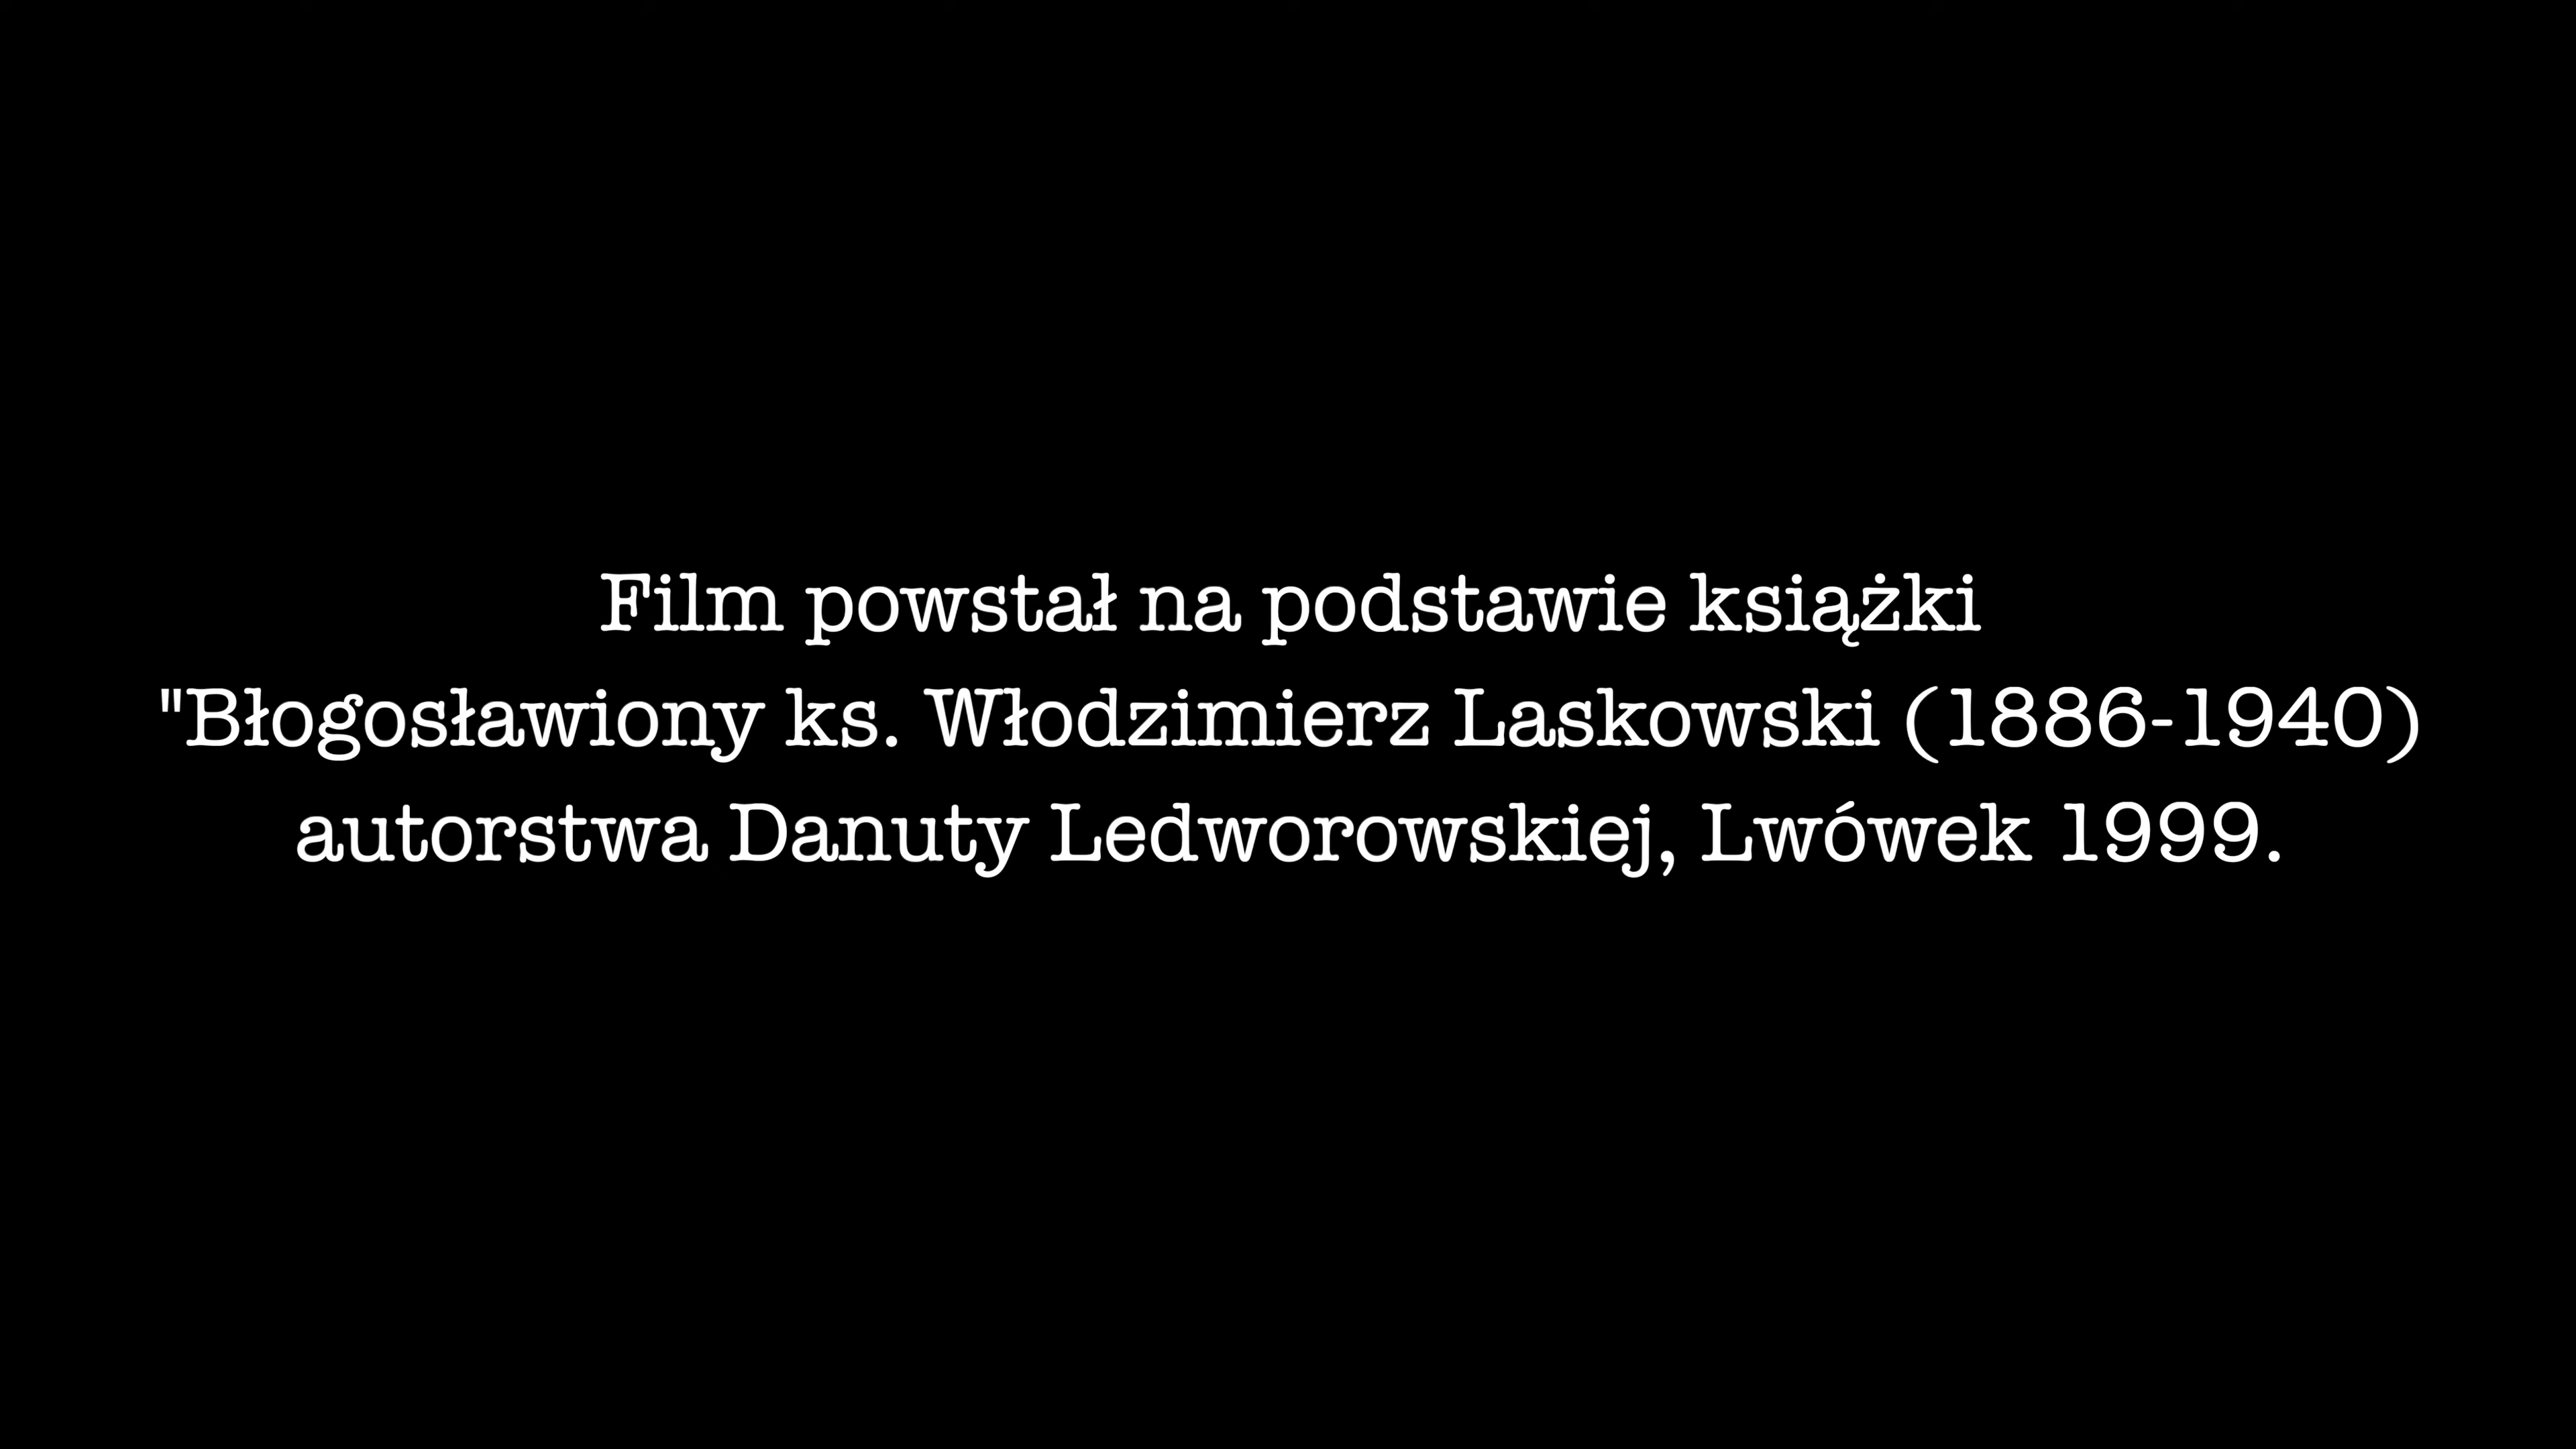 Film powstał na podstawie książki
"Błogosławiony ks. Włodzimierz Laskowski (1886-1940)
autorstwa Danuty Ledworowskiej, Lwówek 1999.